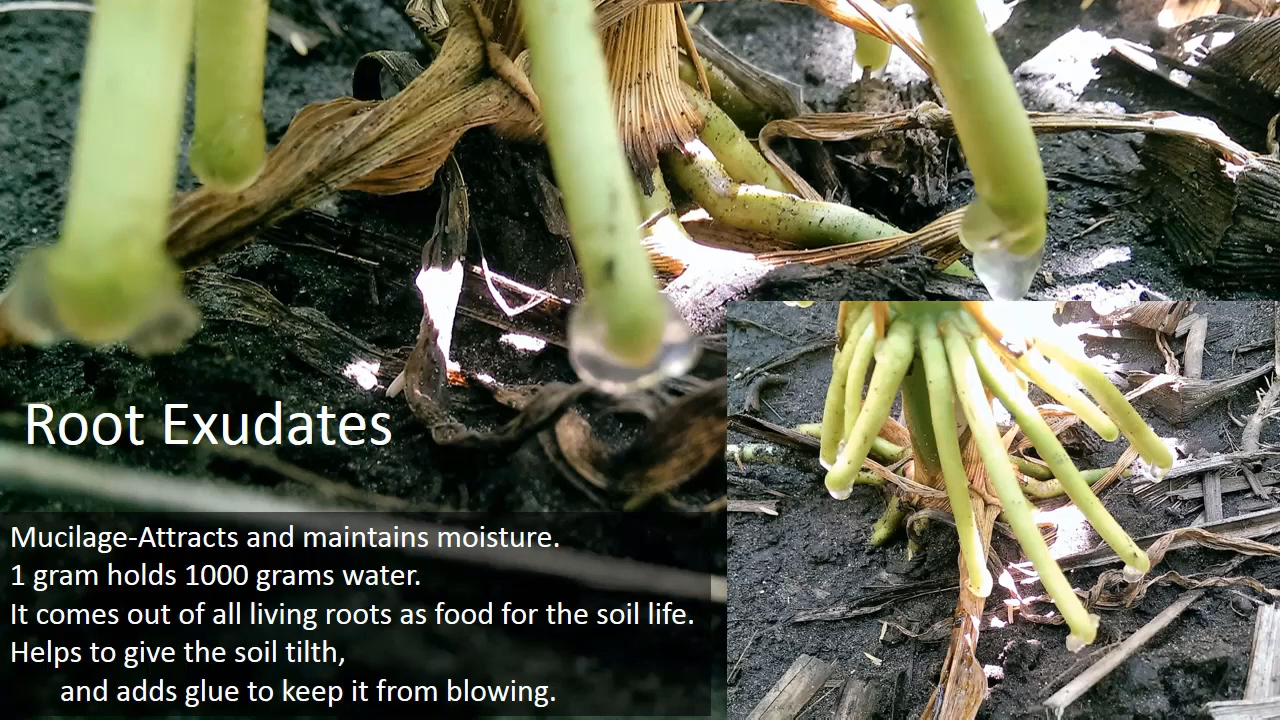 Root Exudates
Mucilage-Attracts and maintains moisture.
1 gram holds 1000 grams water.
It comes out of all living roots as food for the soil life.
Helps to give the soil tilth,
and adds glue to keep it from blowing.